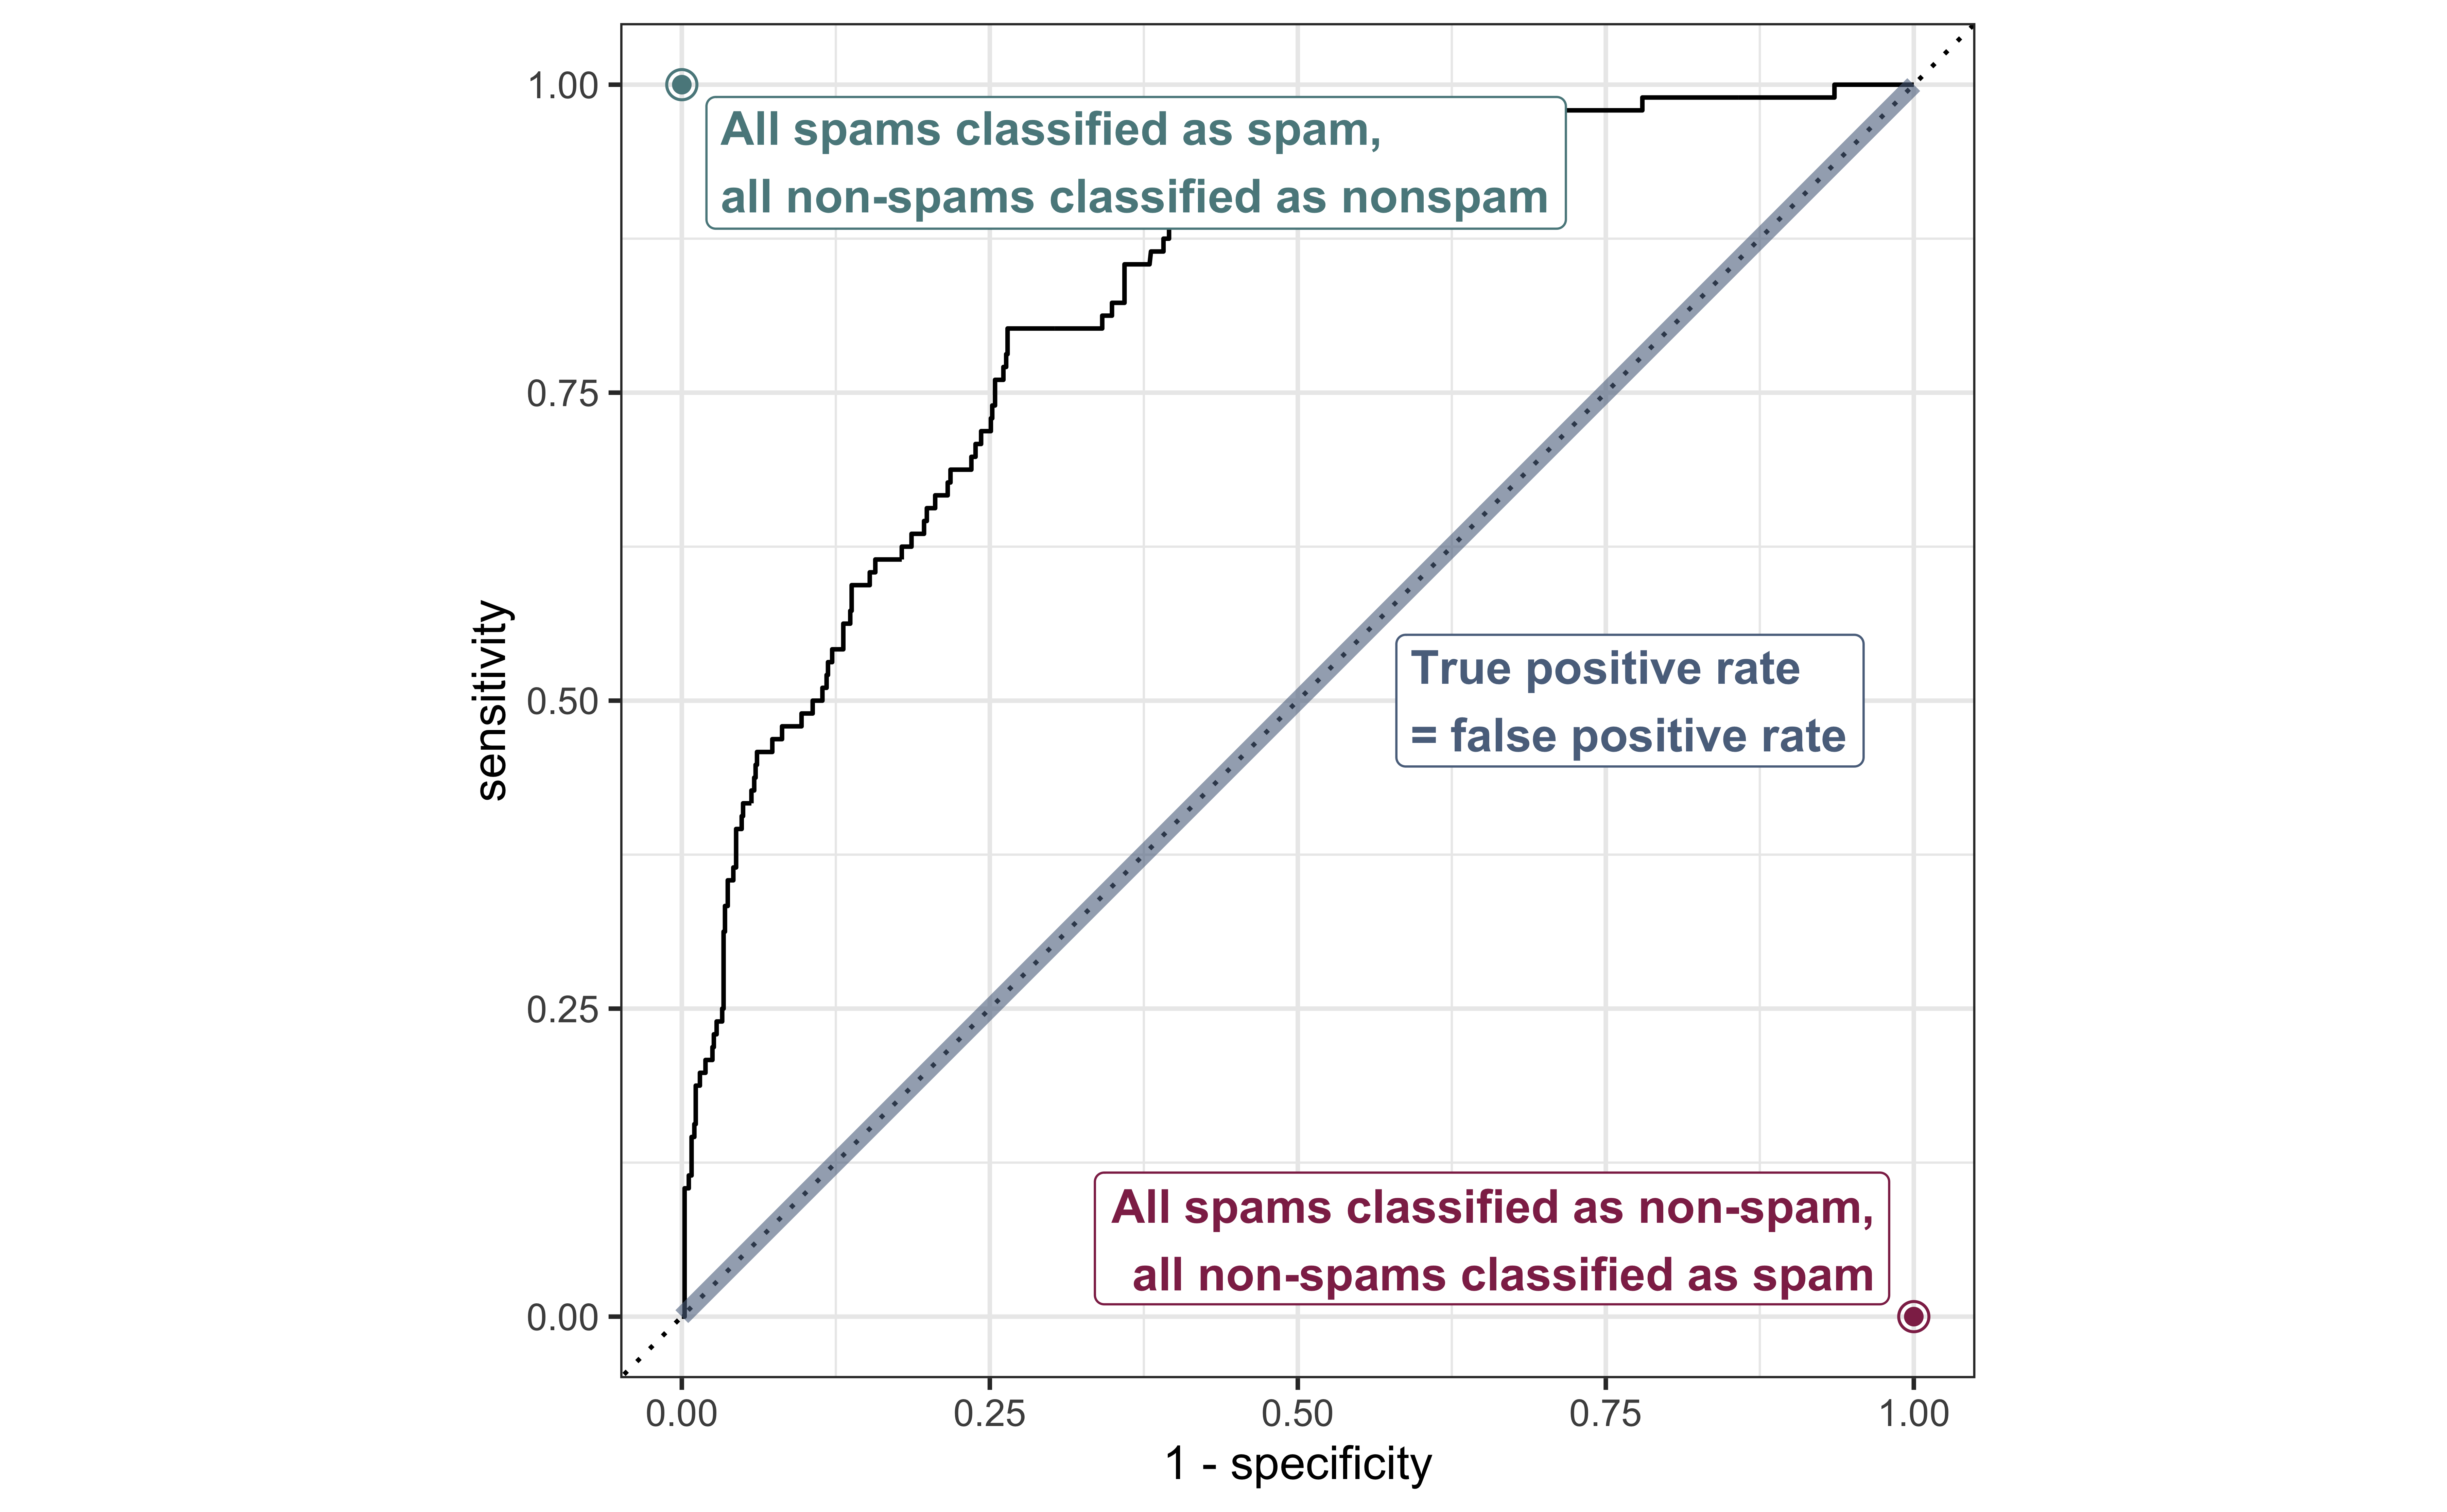 1.00
All spams classified as spam,
all non-spams classified as nonspam
0.75
True positive rate
= false positive rate
sensitivity
0.50
0.25
All spams classified as non-spam,
all non-spams classified as spam
0.00
0.00 0.25 0.50 0.75 1.00
1 - specificity